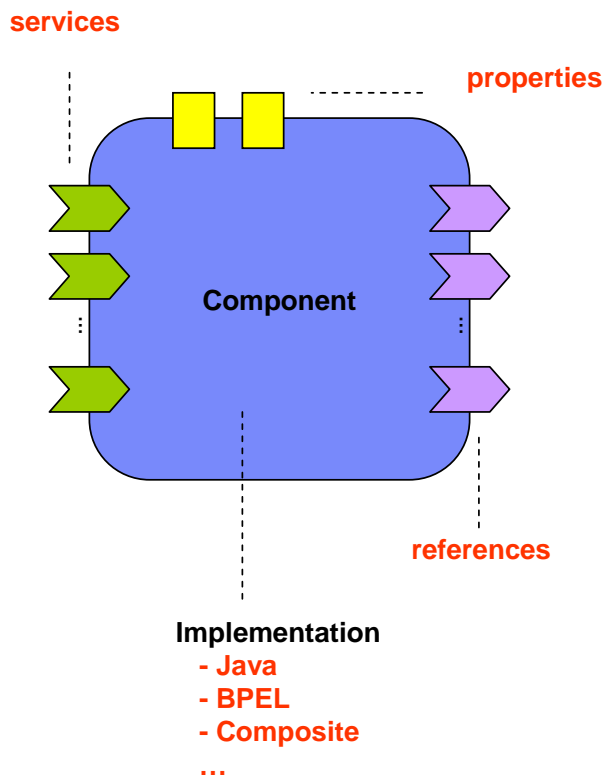 services
properties
Component
...
...
references
Implementation
- Java
- BPEL
- Composite
...